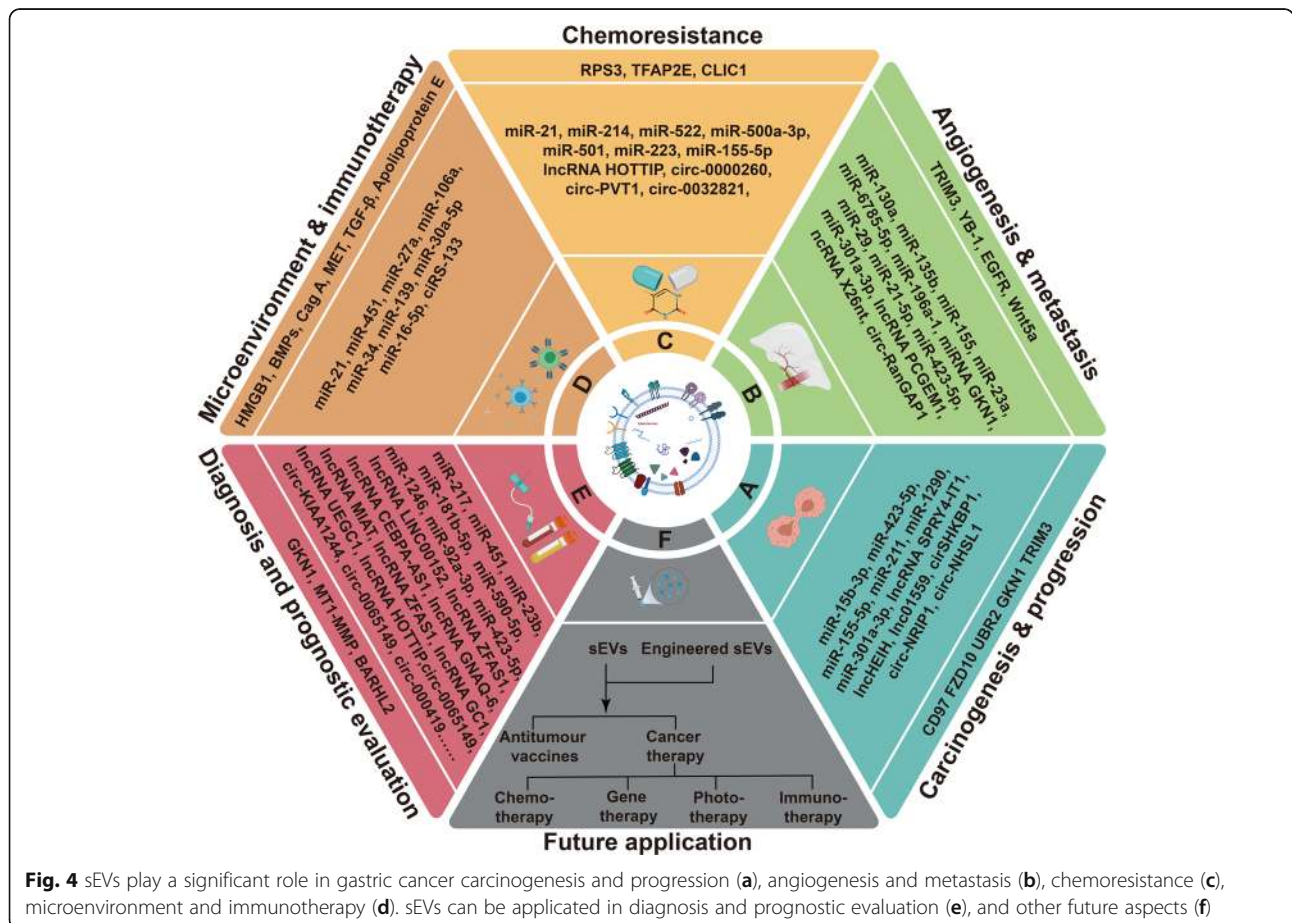 Chemoresistance
RPS3, TFAP2E, CLIC1
miR-21, miR-214, miR-522, miR-500a-3p,
miR-501, miR-223, miR-155-5p
lncRNA HOTTIP, circ-0000260,
circ-PVT1, circ-0032821,
C
Angiogenesis & metastasis
TRIM3, YB-1, EGFR, Wnt5a
miR-130a, miR-135b, miR-155, miR-23a,
miR-6785-5p, miR-196a-1, miRNA GKN1,
miR-29, miR-21-5p, miR-423-5p,
miR-301a-3p, lncRNA PCGEM1,
ncRNA X26nt, circ-RanGAP1
B
Carcinogenesis & progression
CD97 FZD10 UBR2 GKN1 TRIM3
miR-15b-3p, miR-423-5p,
miR-155-5p, miR-211, miR-1290,
miR-301a-3p, lncRNA SPRY4-IT1,
lncHEIH, lnc01559, cirSHKBP1,
circ-NRIP1, circ-NHSL1
A
Microenvironment & immunotherapy
HMGB1, BMPs, Cag A, MET, TGF-β, Apolipoprotein E
miR-21, miR-451, miR-27a, miR-106a,
miR-34, miR-139, miR-30a-5p
miR-16-5p, ciRS-133
D
Diagnosis and prognostic evaluation
GKN1, MT1-MMP, BARHL2
miR-217, miR-451, miR-23b,
miR-181b-5p, miR-590-5p,
miR-1246, miR-92a-3p, miR-423-5p,
lncRNA LINC00152, lncRNA ZFAS1,
lncRNA CEBPA-AS1, lncRNA GNAQ-6,
lncRNA MIAT, lncRNA ZFAS1, lncRNA GC1,
lncRNA UEGC1, lncRNA HOTTIP,circ-0065149,
circ-KIAA1244, circ-0065149, circ-000419......
E
F
sEVs Engineered sEVs
Antitumour
vaccines
Cancer
therapy
Chemo-
therapy
Gene
therapy
Photo-
therapy
Immuno-
therapy
Future application
Fig. 4 sEVs play a significant role in gastric cancer carcinogenesis and progression (a), angiogenesis and metastasis (b), chemoresistance (c),
microenvironment and immunotherapy (d). sEVs can be applicated in diagnosis and prognostic evaluation (e), and other future aspects (f)